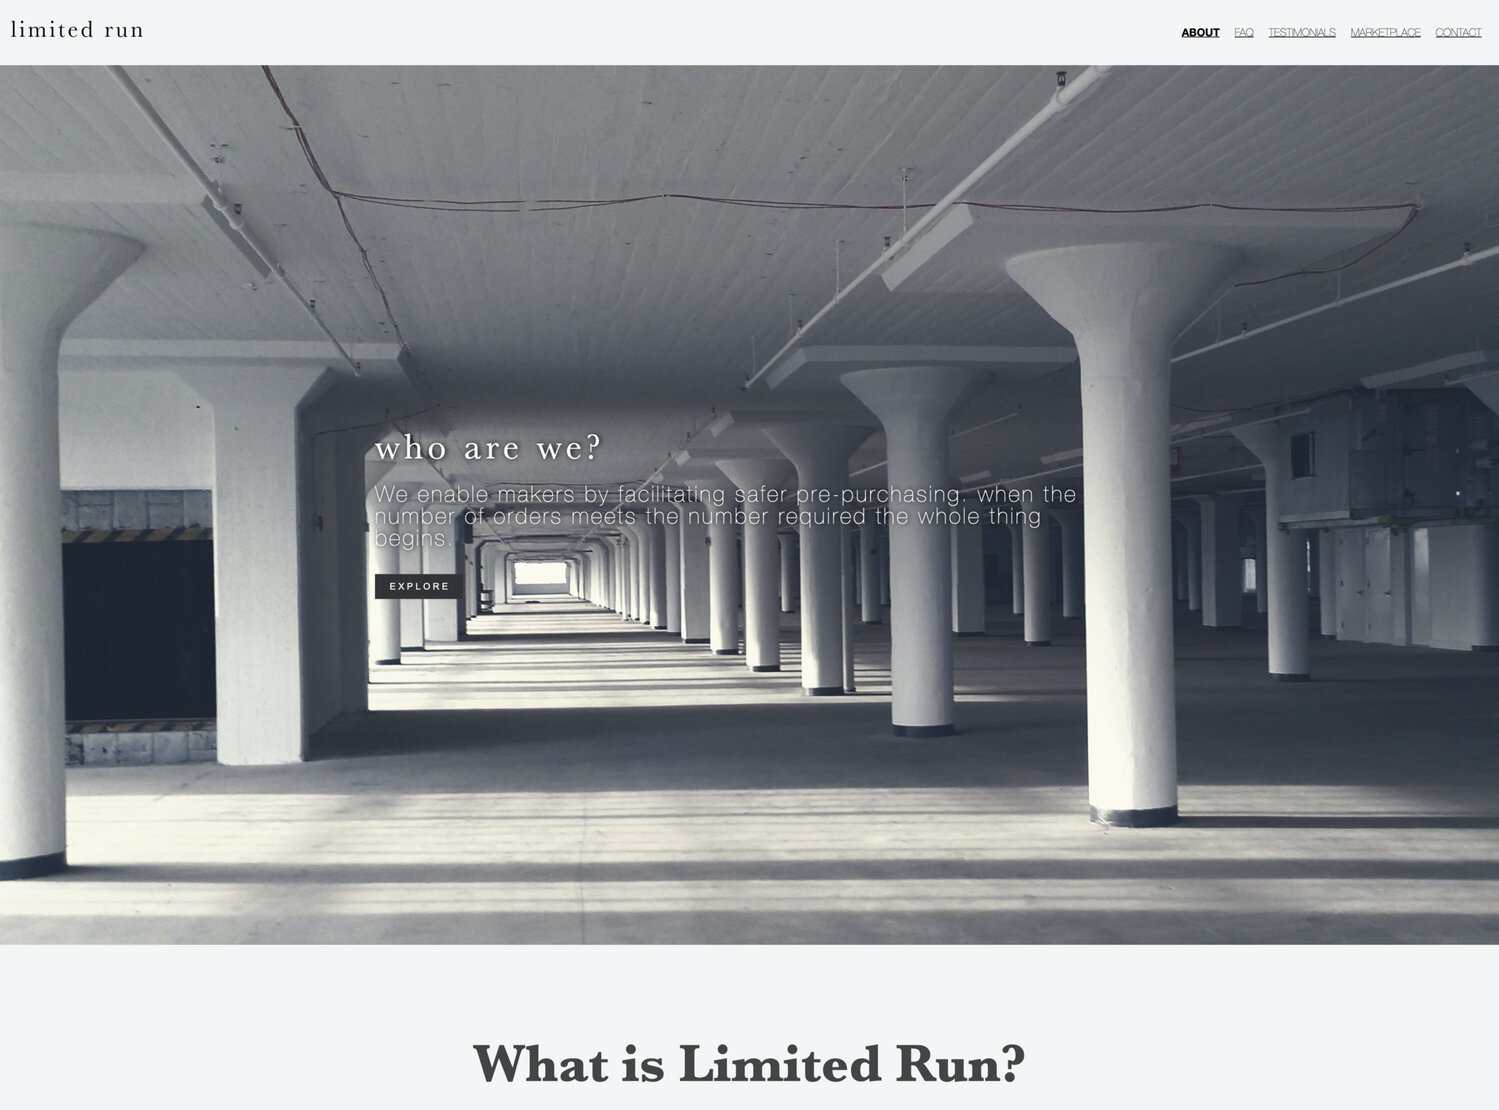 limited run
ABOUT FAQ TESTIMONIALS MARKETPLACE CONTACT
who are we?
We enable makers by facilitating safer pre-purchasing. when the
number of orders meets the number required the whole thing
begins.
EXPLORE
What is Limited Run?